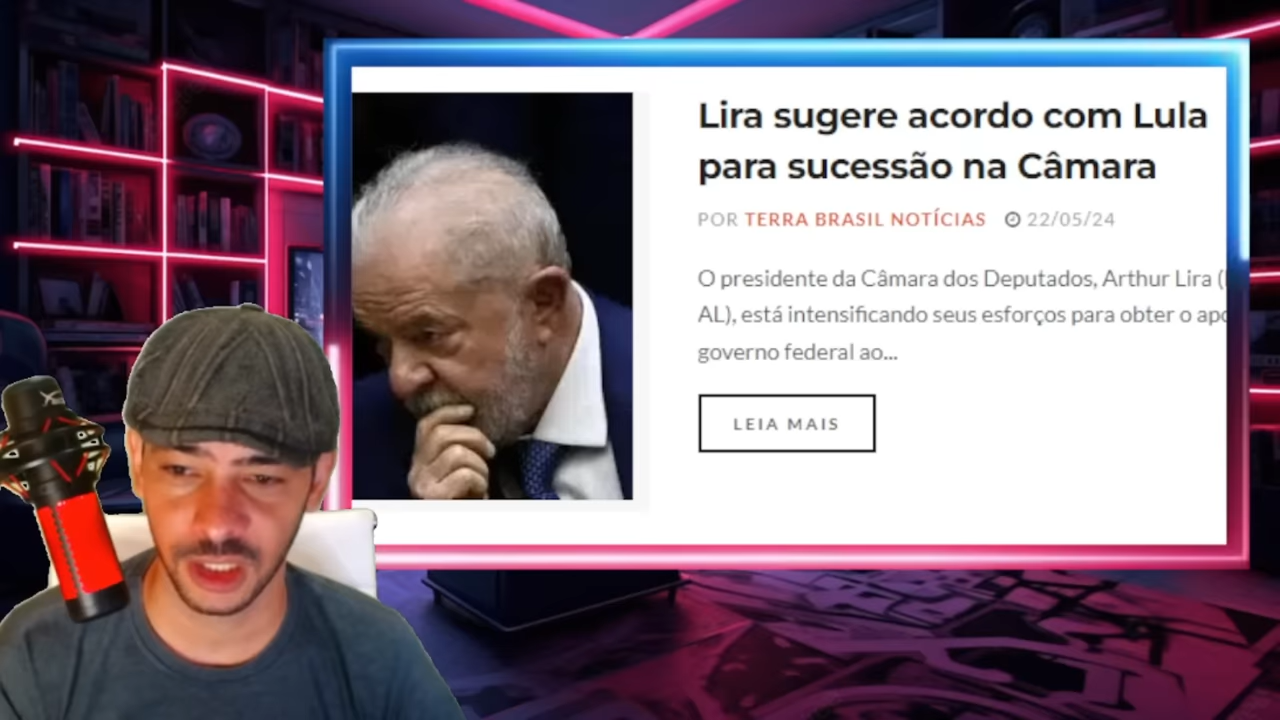 Lira sugere acordo com Lula
para sucessão na Câmara
POR TERRA BRASIL NOTÍCIAS 22/05/24
O presidente da Câmara dos Deputados, Arthur Lira (
AL), está intensificando seus esforços para obter o apo
governo federal ao...
LEIA MAIS